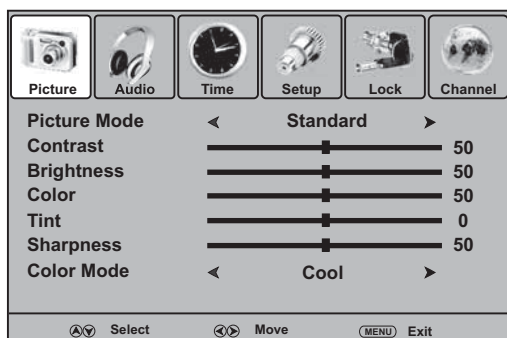 Picture Audio Time Setup Lock Channel
Picture Mode Standard
Contrast 50
Brightness 50
Color 50
Tint 0
Sharpness 50
Color Mode Cool
Select Move MENU Exit